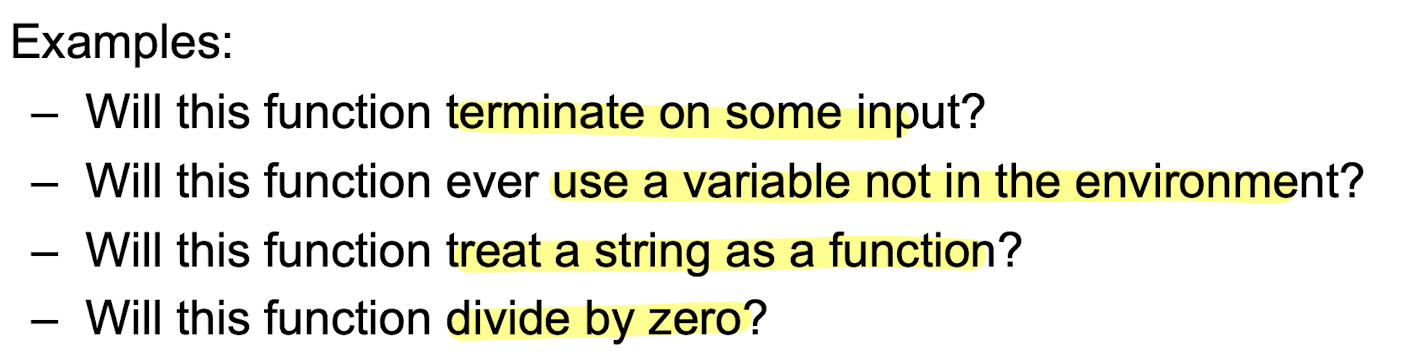 Examples:
– Will this function terminate on some input?
– Will this function ever use a variable not in the environment?
– Will this function treat a string as a function?
– Will this function divide by zero?